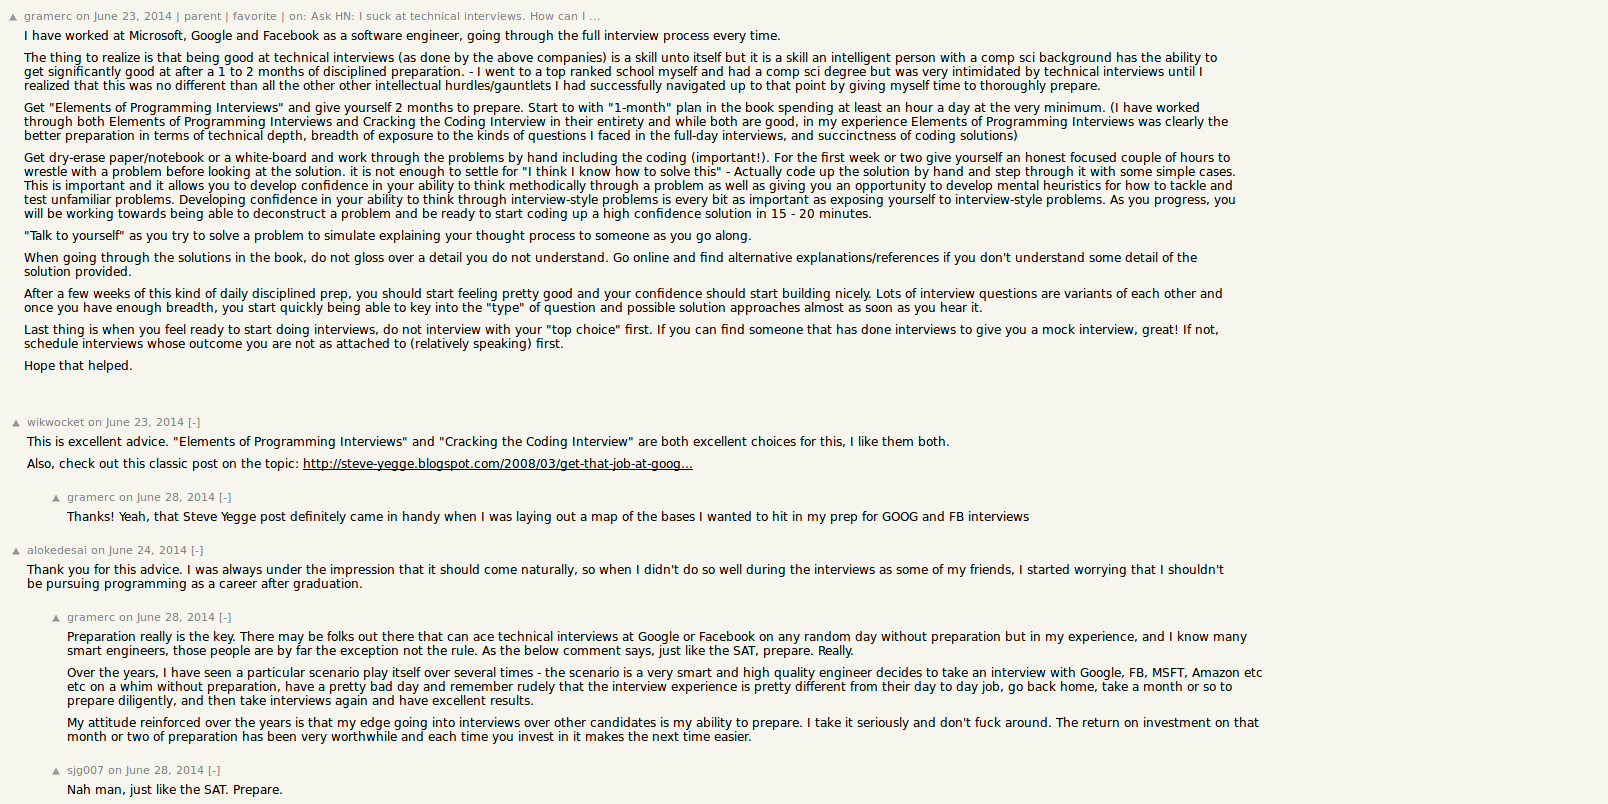 ▲ gramerc on June 23, 2014 | parent | favorite | on: Ask HN: I suck at technical interviews. How can I ...
I have worked at Microsoft, Google and Facebook as a software engineer, going through the full interview process every time.
The thing to realize is that being good at technical interviews (as done by the above companies) is a skill unto itself but it is a skill an intelligent person with a comp sci background has the ability to
get significantly good at after a 1 to 2 months of disciplined preparation. - I went to a top ranked school myself and had a comp sci degree but was very intimidated by technical interviews until I
realized that this was no different than all the other other intellectual hurdles/gauntlets I had successfully navigated up to that point by giving myself time to thoroughly prepare.
Get "Elements of Programming Interviews" and give yourself 2 months to prepare. Start to with "1-month" plan in the book spending at least an hour a day at the very minimum. (I have worked
through both Elements of Programming Interviews and Cracking the Coding Interview in their entirety and while both are good, in my experience Elements of Programming Interviews was clearly the
better preparation in terms of technical depth, breadth of exposure to the kinds of questions I faced in the full-day interviews, and succinctness of coding solutions)
Get dry-erase paper/notebook or a white-board and work through the problems by hand including the coding (important!). For the first week or two give yourself an honest focused couple of hours to
wrestle with a problem before looking at the solution. it is not enough to settle for "I think I know how to solve this" - Actually code up the solution by hand and step through it with some simple cases.
This is important and it allows you to develop confidence in your ability to think methodically through a problem as well as giving you an opportunity to develop mental heuristics for how to tackle and
test unfamiliar problems. Developing confidence in your ability to think through interview-style problems is every bit as important as exposing yourself to interview-style problems. As you progress, you
will be working towards being able to deconstruct a problem and be ready to start coding up a high confidence solution in 15 - 20 minutes.
"Talk to yourself" as you try to solve a problem to simulate explaining your thought process to someone as you go along.
When going through the solutions in the book, do not gloss over a detail you do not understand. Go online and find alternative explanations/references if you don't understand some detail of the
solution provided.
After a few weeks of this kind of daily disciplined prep, you should start feeling pretty good and your confidence should start building nicely. Lots of interview questions are variants of each other and
once you have enough breadth, you start quickly being able to key into the "type" of question and possible solution approaches almost as soon as you hear it.
Last thing is when you feel ready to start doing interviews, do not interview with your "top choice" first. If you can find someone that has done interviews to give you a mock interview, great! If not,
schedule interviews whose outcome you are not as attached to (relatively speaking) first.
Hope that helped.
▲ wikwocket on June 23, 2014 [-]
This is excellent advice. "Elements of Programming Interviews" and "Cracking the Coding Interview" are both excellent choices for this, I like them both.
Also, check out this classic post on the topic: http://steve-yegge.blogspot.com/2008/03/get-that-job-at-goog...
▲ gramerc on June 28, 2014 [-]
Thanks! Yeah, that Steve Yegge post definitely came in handy when I was laying out a map of the bases I wanted to hit in my prep for GOOG and FB interviews
▲ alokedesai on June 24, 2014 [-]
Thank you for this advice. I was always under the impression that it should come naturally, so when I didn't do so well during the interviews as some of my friends, I started worrying that I shouldn't
be pursuing programming as a career after graduation.
▲ gramerc on June 28, 2014 [-]
Preparation really is the key. There may be folks out there that can ace technical interviews at Google or Facebook on any random day without preparation but in my experience, and I know many
smart engineers, those people are by far the exception not the rule. As the below comment says, just like the SAT, prepare. Really.
Over the years, I have seen a particular scenario play itself over several times - the scenario is a very smart and high quality engineer decides to take an interview with Google, FB, MSFT, Amazon etc
etc on a whim without preparation, have a pretty bad day and remember rudely that the interview experience is pretty different from their day to day job, go back home, take a month or so to
prepare diligently, and then take interviews again and have excellent results.
My attitude reinforced over the years is that my edge going into interviews over other candidates is my ability to prepare. I take it seriously and don't fuck around. The return on investment on that
month or two of preparation has been very worthwhile and each time you invest in it makes the next time easier.
▲ sjg007 on June 28, 2014 [-]
Nah man, just like the SAT. Prepare.